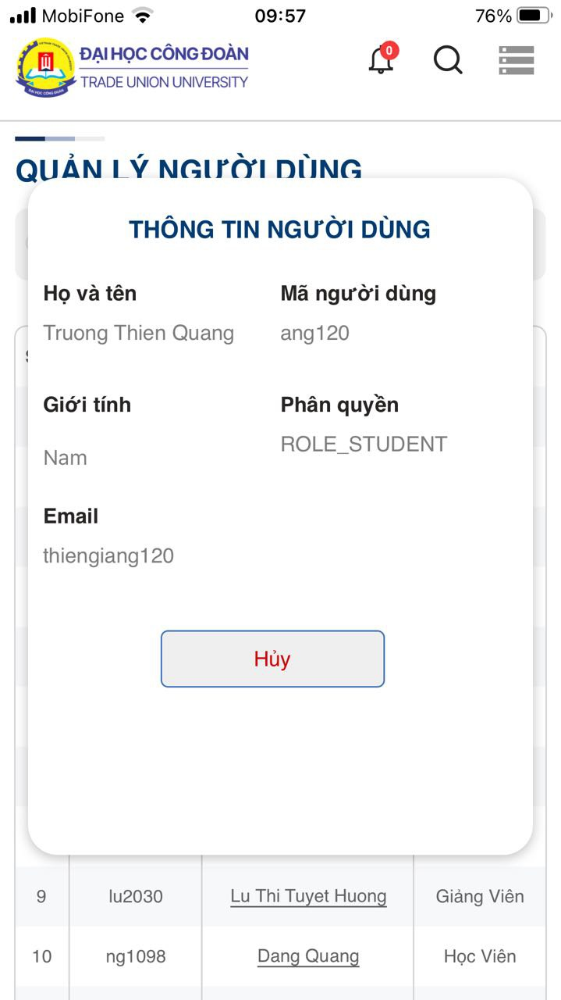 MobiFone 09:57 76%
ĐẠI HỌC CÔNG ĐOÀN
TRADE UNION UNIVERSITY
0
QUẢN LÝ NGƯỜI DÙNG
THÔNG TIN NGƯỜI DÙNG
Họ và tên Mã người dùng
Truong Thien Quang ang120
Giới tính Phân quyền
Nam ROLE_STUDENT
Email
thiengiang120
Hủy
9 lu2030 Lu Thi Tuyet Huong Giảng Viên
10 ng1098 Dang Quang Học Viên